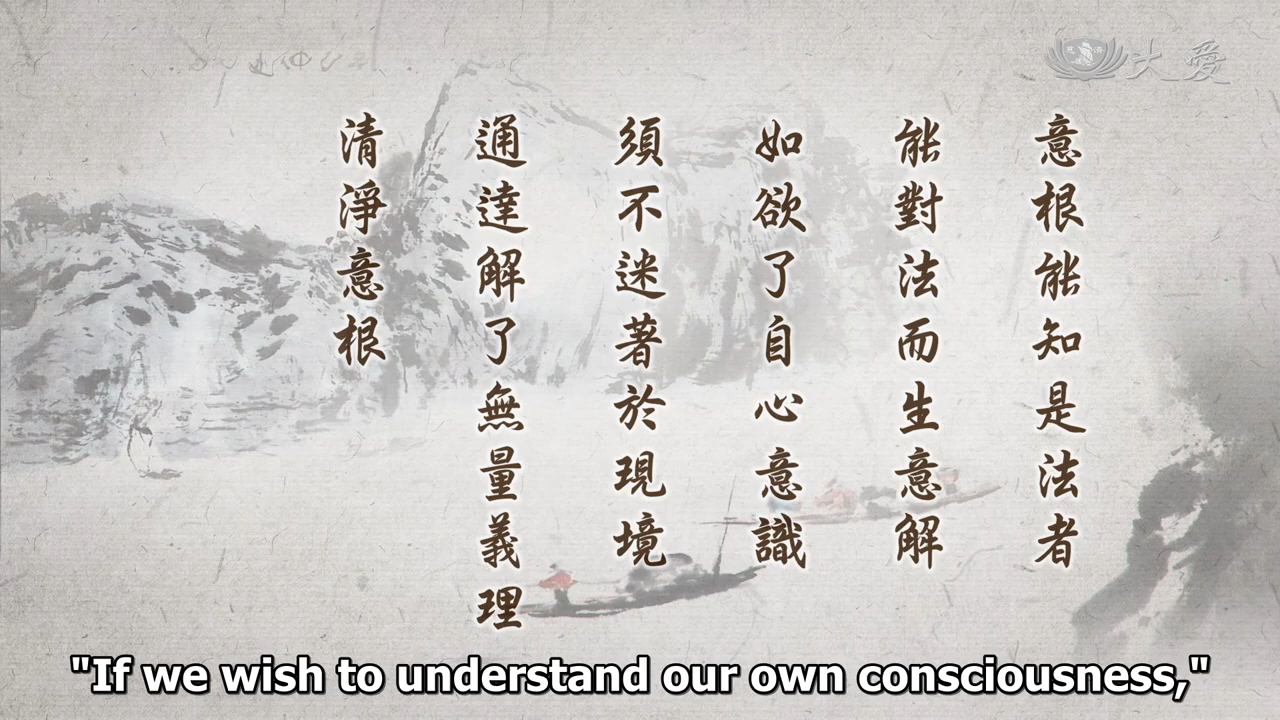 大愛
意根能知是法者
能對法而生意解
如欲了自心意識
須不迷著於現境
通達解了無量義理
清淨意根
"If we wish to understand our own consciousness,"